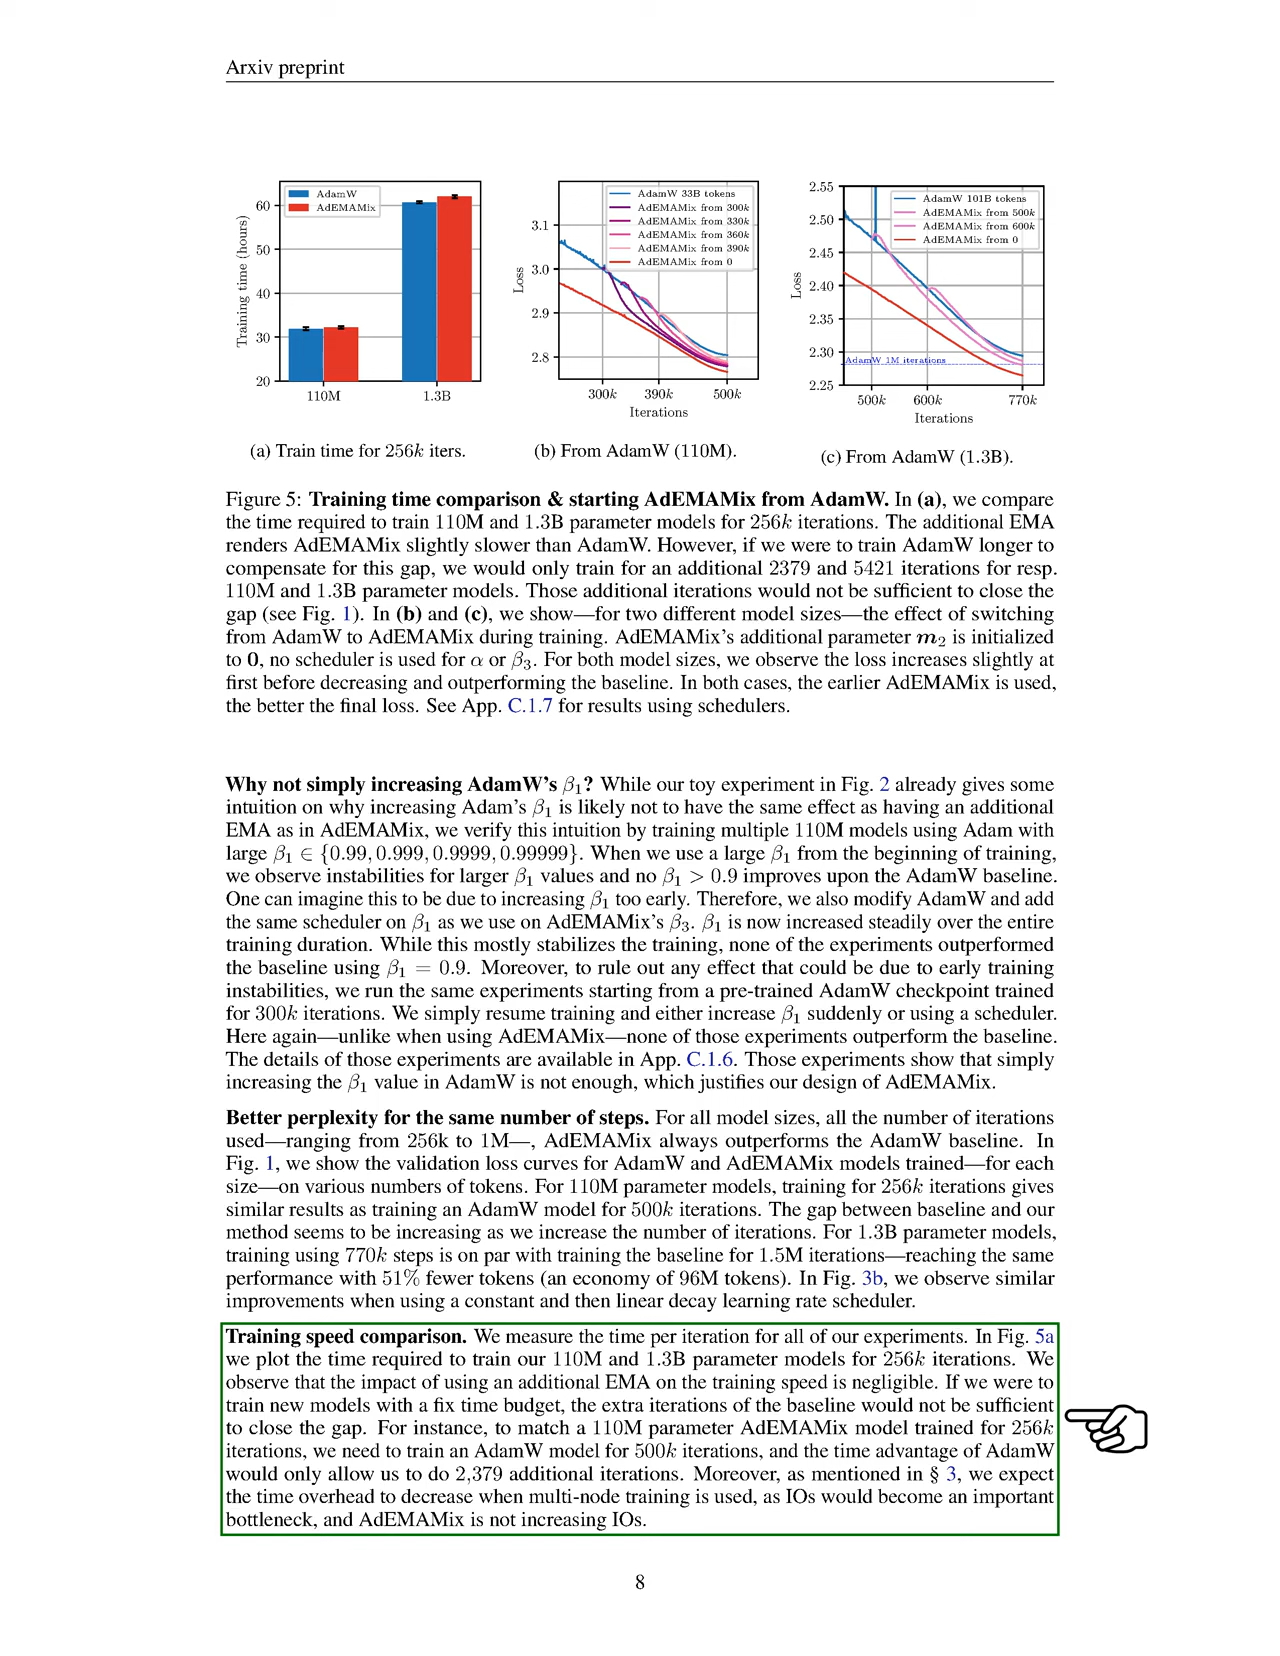 Arxiv preprint
AdamW
AdEMAMix
Training time (hours)
60
50
40
30
20
110M
1.3B
AdamW 33B tokens
AdEMAMix from 300k
AdEMAMix from 330k
AdEMAMix from 360k
AdEMAMix from 390k
AdEMAMix from 0
Loss
3.1
3.0
2.9
2.8
300k
390k
500k
Iterations
AdamW 101B tokens
AdEMAMix from 500k
AdEMAMix from 600k
AdEMAMix from 0
Loss
2.55
2.50
2.45
2.40
2.35
2.30
2.25
AdamW 1M iterations
500k
600k
770k
Iterations
(a) Train time for 256k iters.
(b) From AdamW (110M).
(c) From AdamW (1.3B).
Figure 5: Training time comparison & starting AdEMAMix from AdamW. In (a), we compare
the time required to train 110M and 1.3B parameter models for 256k iterations. The additional EMA
renders AdEMAMix slightly slower than AdamW. However, if we were to train AdamW longer to
compensate for this gap, we would only train for an additional 2379 and 5421 iterations for resp.
110M and 1.3B parameter models. Those additional iterations would not be sufficient to close the
gap (see Fig. 1). In (b) and (c), we show—for two different model sizes—the effect of switching
from AdamW to AdEMAMix during training. AdEMAMix's additional parameter m₂ is initialized
to 0, no scheduler is used for α or β₃. For both model sizes, we observe the loss increases slightly at
first before decreasing and outperforming the baseline. In both cases, the earlier AdEMAMix is used,
the better the final loss. See App. C.1.7 for results using schedulers.
Why not simply increasing AdamW's β₁? While our toy experiment in Fig. 2 already gives some
intuition on why increasing Adam's β₁ is likely not to have the same effect as having an additional
EMA as in AdEMAMix, we verify this intuition by training multiple 110M models using Adam with
large β₁ ∈ {0.99, 0.999, 0.9999, 0.99999}. When we use a large β₁ from the beginning of training,
we observe instabilities for larger β₁ values and no β₁ > 0.9 improves upon the AdamW baseline.
One can imagine this to be due to increasing β₁ too early. Therefore, we also modify AdamW and add
the same scheduler on β₁ as we use on AdEMAMix's β₃. β₁ is now increased steadily over the entire
training duration. While this mostly stabilizes the training, none of the experiments outperformed
the baseline using β₁ = 0.9. Moreover, to rule out any effect that could be due to early training
instabilities, we run the same experiments starting from a pre-trained AdamW checkpoint trained
for 300k iterations. We simply resume training and either increase β₁ suddenly or using a scheduler.
Here again—unlike when using AdEMAMix—none of those experiments outperform the baseline.
The details of those experiments are available in App. C.1.6. Those experiments show that simply
increasing the β₁ value in AdamW is not enough, which justifies our design of AdEMAMix.
Better perplexity for the same number of steps. For all model sizes, all the number of iterations
used—ranging from 256k to 1M—, AdEMAMix always outperforms the AdamW baseline. In
Fig. 1, we show the validation loss curves for AdamW and AdEMAMix models trained—for each
size—on various numbers of tokens. For 110M parameter models, training for 256k iterations gives
similar results as training an AdamW model for 500k iterations. The gap between baseline and our
method seems to be increasing as we increase the number of iterations. For 1.3B parameter models,
training using 770k steps is on par with training the baseline for 1.5M iterations—reaching the same
performance with 51% fewer tokens (an economy of 96M tokens). In Fig. 3b, we observe similar
improvements when using a constant and then linear decay learning rate scheduler.
Training speed comparison. We measure the time per iteration for all of our experiments. In Fig. 5a
we plot the time required to train our 110M and 1.3B parameter models for 256k iterations. We
observe that the impact of using an additional EMA on the training speed is negligible. If we were to
train new models with a fix time budget, the extra iterations of the baseline would not be sufficient
to close the gap. For instance, to match a 110M parameter AdEMAMix model trained for 256k
iterations, we need to train an AdamW model for 500k iterations, and the time advantage of AdamW
would only allow us to do 2,379 additional iterations. Moreover, as mentioned in § 3, we expect
the time overhead to decrease when multi-node training is used, as IOs would become an important
bottleneck, and AdEMAMix is not increasing IOs.
8